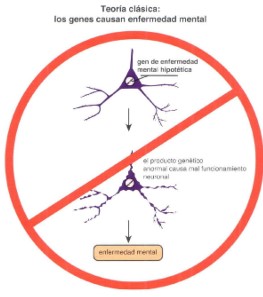 Teoría clásica:
los genes causan enfermedad mental
gen de enfermedad
mental hipotética
el producto genético
anormal causa mal funcionamiento
neuronal
enfermedad mental